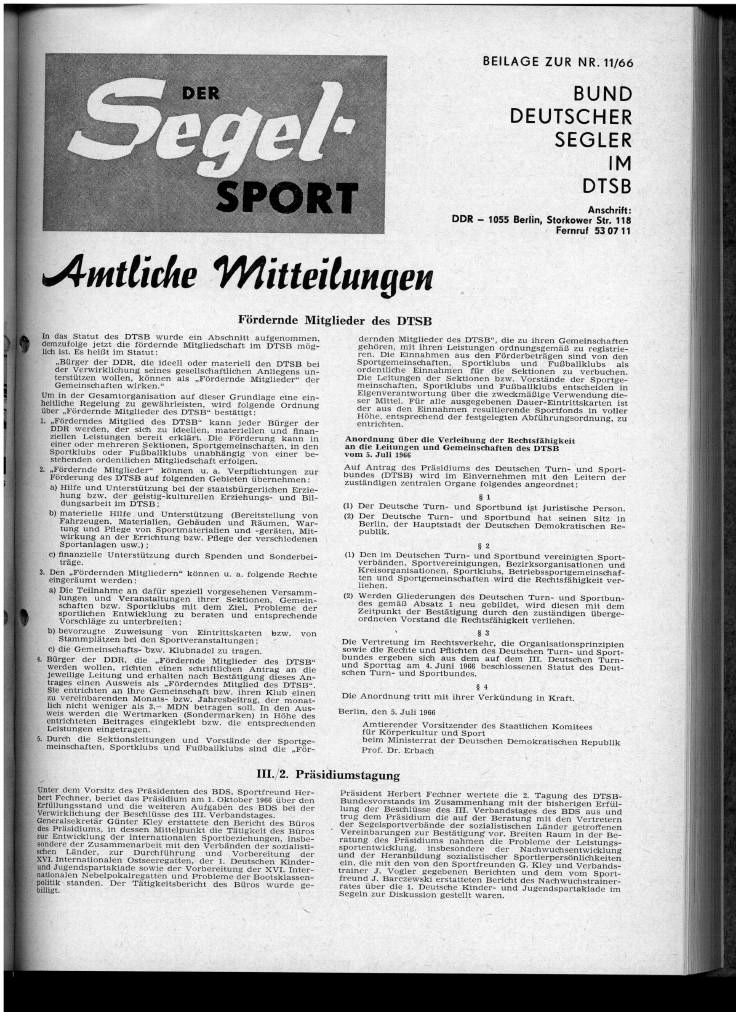 DER
Segel-
SPORT
BEILAGE ZUR NR. 11/66
BUND
DEUTSCHER
SEGLER
IM
DTSB
Anschrift:
DDR – 1055 Berlin, Storkower Str. 118
Fernruf 53 07 11
Amtliche Mitteilungen
Fördernde Mitglieder des DTSB
In das Statut des DTSB wurde ein Abschnitt aufgenommen,
demzufolge jetzt die fördernde Mitgliedschaft im DTSB mög-
lich ist. Es heißt im Statut:
„Bürger der DDR, die ideell oder materiell den DTSB bei
der Verwirklichung seines gesellschaftlichen Anliegens un-
terstützen wollen, können als „Fördernde Mitglieder“ der
Gemeinschaften wirken.“
Um in der Gesamtorganisation auf dieser Grundlage eine ein-
heitliche Regelung zu gewährleisten, wird folgende Ordnung
über „Fördernde Mitglieder des DTSB“ bestätigt:
1. „Förderndes Mitglied des DTSB“ kann jeder Bürger der
DDR werden, der sich zu ideellen, materiellen und finan-
ziellen Leistungen bereit erklärt. Die Förderung kann in
einer oder mehreren Sektionen, Sportgemeinschaften, in den
Sportklubs oder Fußballklubs unabhängig von einer be-
stehenden ordentlichen Mitgliedschaft erfolgen.
2. „Fördernde Mitglieder“ können u. a. Verpflichtungen zur
Förderung des DTSB auf folgenden Gebieten übernehmen:
a) Hilfe und Unterstützung bei der staatsbürgerlichen Erzie-
hung bzw. der geistig-kulturellen Erziehungs- und Bil-
dungsarbeit im DTSB;
b) materielle Hilfe und Unterstützung (Bereitstellung von
Fahrzeugen, Materialien, Gebäuden und Räumen, War-
tung und Pflege von Sportmaterialien und -geräten, Mit-
wirkung an der Errichtung bzw. Pflege der verschiedenen
Sportanlagen usw.);
c) finanzielle Unterstützung durch Spenden und Sonderbei-
träge.
3. Den „Fördernden Mitgliedern“ können u. a. folgende Rechte
eingeräumt werden:
a) Die Teilnahme an dafür speziell vorgesehenen Versamm-
lungen und Veranstaltungen ihrer Sektionen, Gemein-
schaften bzw. Sportklubs mit dem Ziel, Probleme der
sportlichen Entwicklung zu beraten und entsprechende
Vorschläge zu unterbreiten;
b) bevorzugte Zuweisung von Eintrittskarten bzw. von
Stammplätzen bei den Sportveranstaltungen;
c) die Gemeinschafts- bzw. Klubnadel zu tragen.
4. Bürger der DDR, die „Fördernde Mitglieder des DTSB“
werden wollen, richten einen schriftlichen Antrag an die
jeweilige Leitung und erhalten nach Bestätigung dieses An-
trages einen Ausweis als „Förderndes Mitglied des DTSB“.
Sie entrichten an ihre Gemeinschaft bzw. ihren Klub einen
zu vereinbarenden Monats- bzw. Jahresbeitrag, der monat-
lich nicht weniger als 3,– MDN betragen soll. In den Aus-
weis werden die Wertmarken (Sondermarken) in Höhe des
entrichteten Beitrages eingeklebt bzw. die entsprechenden
Leistungen eingetragen.
5. Durch die Sektionsleitungen und Vorstände der Sportge-
meinschaften, Sportklubs und Fußballklubs sind die „För-
dernden Mitglieder des DTSB“, die zu ihren Gemeinschaften
gehören, mit ihren Leistungen ordnungsgemäß zu registrie-
ren. Die Einnahmen aus den Förderbeträgen sind von den
Sportgemeinschaften, Sportklubs und Fußballklubs als
ordentliche Einnahmen für die Sektionen zu verbuchen.
Die Leitungen der Sektionen bzw. Vorstände der Sportge-
meinschaften, Sportklubs und Fußballklubs entscheiden in
Eigenverantwortung über die zweckmäßige Verwendung die-
ser Mittel. Für alle ausgegebenen Dauer-Eintrittskarten ist
der aus den Einnahmen resultierende Sportfonds in voller
Höhe, entsprechend der festgelegten Abführungsordnung, zu
entrichten.
Anordnung über die Verleihung der Rechtsfähigkeit
an die Leitungen und Gemeinschaften des DTSB
vom 5. Juli 1966
Auf Antrag des Präsidiums des Deutschen Turn- und Sport-
bundes (DTSB) wird im Einvernehmen mit den Leitern der
zuständigen zentralen Organe folgendes angeordnet:
§ 1
(1) Der Deutsche Turn- und Sportbund ist juristische Person.
(2) Der Deutsche Turn- und Sportbund hat seinen Sitz in
Berlin, der Hauptstadt der Deutschen Demokratischen Re-
publik.
§ 2
(1) Den im Deutschen Turn- und Sportbund vereinigten Sport-
verbänden, Sportvereinigungen, Bezirksorganisationen und
Kreisorganisationen, Sportklubs, Betriebssportgemeinschaf-
ten und Sportgemeinschaften wird die Rechtsfähigkeit ver-
liehen.
(2) Werden Gliederungen des Deutschen Turn- und Sportbun-
des gemäß Absatz 1 neu gebildet, wird diesen mit dem
Zeitpunkt der Bestätigung durch den zuständigen überge-
ordneten Vorstand die Rechtsfähigkeit verliehen.
§ 3
Die Vertretung im Rechtsverkehr, die Organisationsprinzipien
sowie die Rechte und Pflichten des Deutschen Turn- und Sport-
bundes ergeben sich aus dem auf dem III. Deutschen Turn-
und Sporttag am 4. Juni 1966 beschlossenen Statut des Deut-
schen Turn- und Sportbundes.
§ 4
Die Anordnung tritt mit ihrer Verkündung in Kraft.
Berlin, den 5. Juli 1966
Amtierender Vorsitzender des Staatlichen Komitees
für Körperkultur und Sport
beim Ministerrat der Deutschen Demokratischen Republik
Prof. Dr. Erbach
III./2. Präsidiumstagung
Unter dem Vorsitz des Präsidenten des BDS, Sportfreund Her-
bert Fechner, beriet das Präsidium am 1. Oktober 1966 über den
Erfüllungsstand und die weiteren Aufgaben des BDS bei der
Verwirklichung der Beschlüsse des III. Verbandstages.
Generalsekretär Günter Kley erstattete den Bericht des Büros
des Präsidiums, in dessen Mittelpunkt die Tätigkeit des Büros
zur Entwicklung der internationalen Sportbeziehungen, insbe-
sondere der Zusammenarbeit mit den Verbänden der sozialisti-
schen Länder, zur Durchführung und Vorbereitung der
XVI. Internationalen Ostseeregatten, der 1. Deutschen Kinder-
und Jugendspartakiade sowie der Vorbereitung der XVI. Inter-
nationalen Nebelpokalregatten und Probleme der Bootsklassen-
politik standen. Der Tätigkeitsbericht des Büros wurde ge-
billigt.
Präsident Herbert Fechner wertete die 2. Tagung des DTSB-
Bundesvorstands im Zusammenhang mit der bisherigen Erfül-
lung der Beschlüsse des III. Verbandstages des BDS aus und
trug dem Präsidium die auf der Beratung mit den Vertretern
der Segelsportverbände der sozialistischen Länder getroffenen
Vereinbarungen zur Bestätigung vor. Breiten Raum in der Be-
ratung des Präsidiums nahmen die Probleme der Leistungs-
sportentwicklung, insbesondere der Nachwuchsentwicklung
und der Heranbildung sozialistischer Sportlerpersönlichkeiten
ein, die mit den von den Sportfreunden G. Kley und Verbands-
trainer J. Vogler gegebenen Berichten und dem vom Sport-
freund J. Barczewski erstatteten Bericht des Nachwuchstrainer-
rates über die 1. Deutsche Kinder- und Jugendspartakiade im
Segeln zur Diskussion gestellt waren.